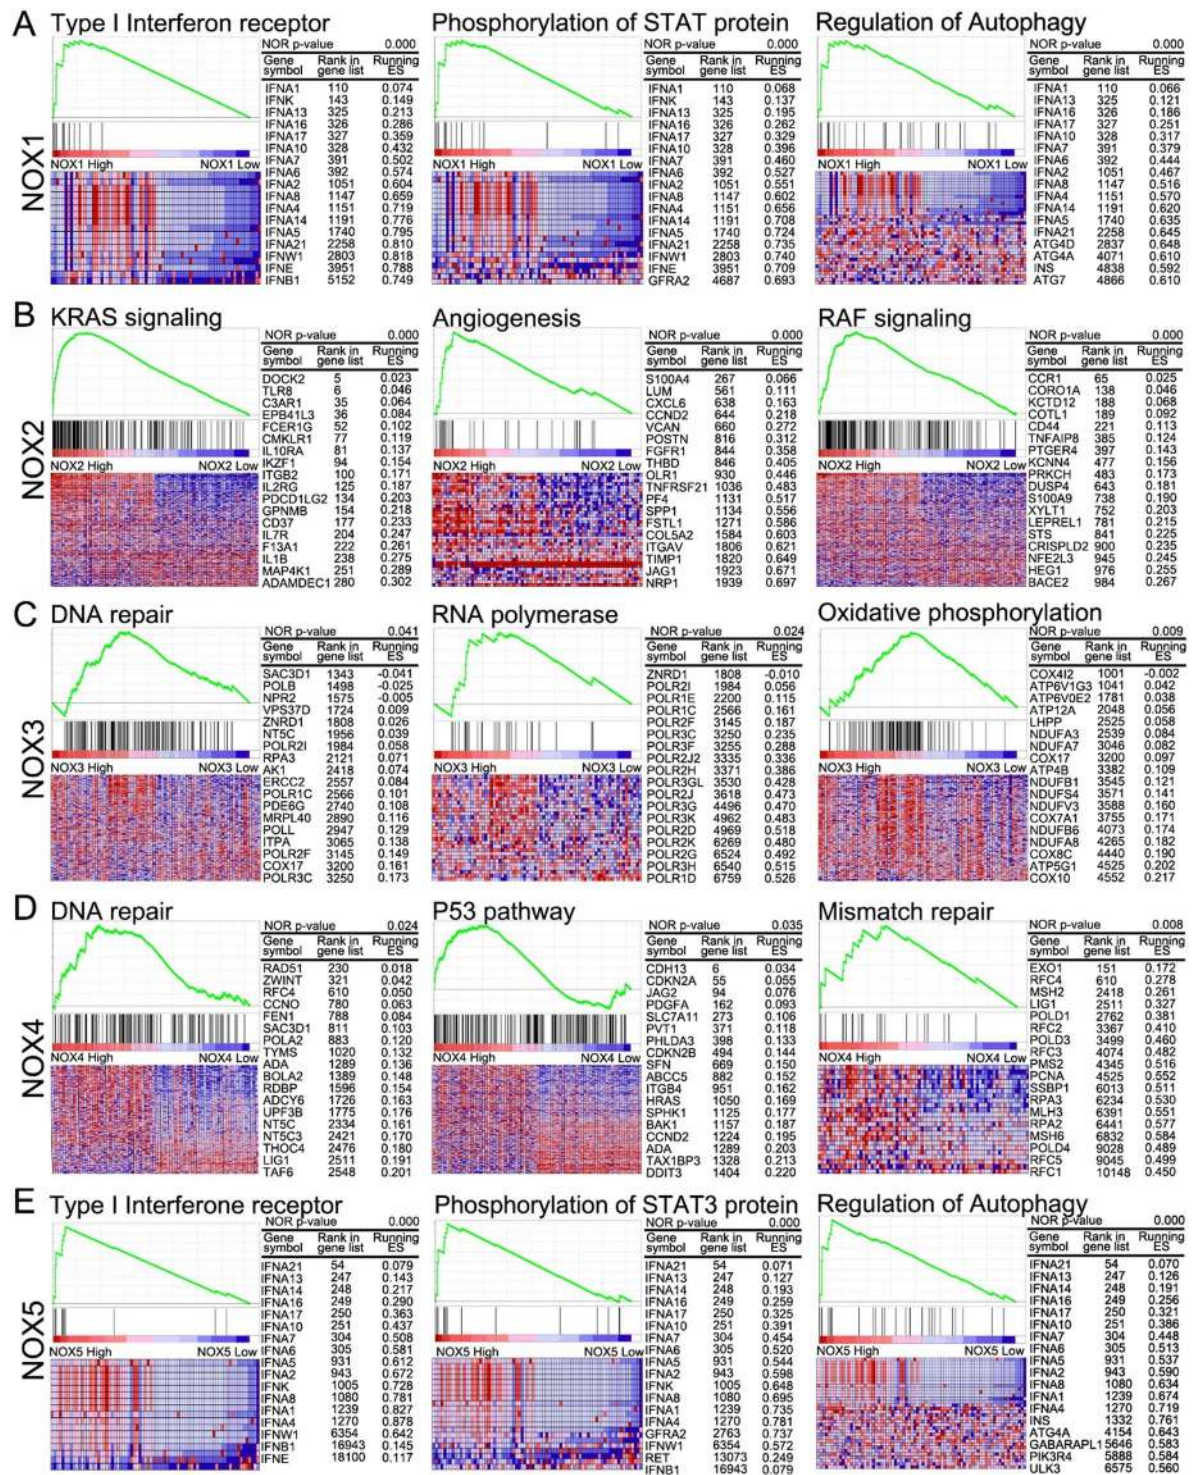 A
Type I Interferon receptor
NOR p-value 0.000
Gene symbol Rank in gene list Running ES
IFNA1 110 0.074
IFNK 143 0.149
IFNA13 325 0.213
IFNA16 326 0.286
IFNA17 327 0.359
IFNA10 328 0.432
IFNA7 391 0.502
IFNA6 392 0.574
IFNA2 1051 0.604
IFNA8 1147 0.659
IFNA4 1151 0.719
IFNA14 1191 0.776
IFNA5 1740 0.795
IFNA21 2258 0.810
IFNW1 2803 0.818
IFNE 3951 0.788
IFNB1 5152 0.749
NOX1 High NOX1 Low
Phosphorylation of STAT protein
NOR p-value 0.000
Gene symbol Rank in gene list Running ES
IFNA1 110 0.068
IFNK 143 0.137
IFNA13 325 0.195
IFNA16 326 0.262
IFNA17 327 0.329
IFNA10 328 0.396
IFNA7 391 0.460
IFNA6 392 0.527
IFNA2 1051 0.551
IFNA8 1147 0.602
IFNA4 1151 0.656
IFNA14 1191 0.708
IFNA5 1740 0.724
IFNA21 2258 0.735
IFNW1 2803 0.740
IFNE 3951 0.709
GFRA2 4687 0.693
NOX1 High NOX1 Low
Regulation of Autophagy
NOR p-value 0.000
Gene symbol Rank in gene list Running ES
IFNA1 110 0.066
IFNA13 325 0.121
IFNA16 326 0.186
IFNA17 327 0.251
IFNA10 328 0.317
IFNA7 391 0.379
IFNA6 392 0.444
IFNA2 1051 0.467
IFNA8 1147 0.516
IFNA4 1151 0.570
IFNA14 1191 0.620
IFNA5 1740 0.635
IFNA21 2258 0.645
ATG4D 2837 0.648
ATG4A 4071 0.610
INS 4838 0.592
ATG7 4866 0.610
NOX1 High NOX1 Low
NOX1
B
KRAS signaling
NOR p-value 0.000
Gene symbol Rank in gene list Running ES
DOCK2 5 0.023
TLR8 6 0.046
C3AR1 35 0.064
EPB41L3 36 0.084
FCER1G 52 0.102
CMKLR1 77 0.119
IL10RA 81 0.137
IKZF1 94 0.154
ITGB2 100 0.171
IL2RG 125 0.187
PDCD1LG2 134 0.203
GPNMB 154 0.218
CD37 177 0.233
IL7R 204 0.247
F13A1 222 0.261
IL1B 238 0.275
MAP4K1 251 0.289
ADAMDEC1 280 0.302
NOX2 High NOX2 Low
Angiogenesis
NOR p-value 0.000
Gene symbol Rank in gene list Running ES
S100A4 267 0.066
LUM 561 0.111
CXCL6 638 0.163
CCND2 644 0.218
VCAN 660 0.272
POSTN 816 0.312
FGFR1 844 0.358
THBD 846 0.405
OLR1 930 0.446
TNFRSF21 1036 0.483
PF4 1131 0.517
SPP1 1134 0.556
FSTL1 1271 0.586
COL5A2 1584 0.603
ITGAV 1806 0.621
TIMP1 1820 0.649
JAG1 1923 0.671
NRP1 1939 0.697
NOX2 High NOX2 Low
RAF signaling
NOR p-value 0.000
Gene symbol Rank in gene list Running ES
CCR1 65 0.025
CORO1A 138 0.046
KCTD12 188 0.068
COTL1 189 0.092
CD44 221 0.113
TNFAIP8 385 0.124
PTGER4 397 0.143
KCNN4 477 0.156
PRKCH 483 0.173
DUSP4 643 0.181
S100A9 738 0.190
XYLT1 752 0.203
LEPREL1 781 0.215
STS 841 0.225
CRISPLD2 900 0.235
NFE2L3 945 0.245
HEG1 976 0.255
BACE2 984 0.267
NOX2 High NOX2 Low
NOX2
C
DNA repair
NOR p-value 0.041
Gene symbol Rank in gene list Running ES
SAC3D1 1343 -0.041
POLB 1498 -0.025
NPR2 1575 -0.005
VPS37D 1724 0.009
ZNRD1 1808 0.026
NT5C 1956 0.039
POLR2I 1984 0.058
RPA3 2121 0.071
AK1 2418 0.074
ERCC2 2557 0.084
POLR1C 2566 0.101
PDE6G 2740 0.108
MRPL40 2890 0.116
POLL 2947 0.129
ITPA 3065 0.138
POLR2F 3145 0.149
COX17 3200 0.161
POLR3C 3250 0.173
NOX3 High NOX3 Low
RNA polymerase
NOR p-value 0.024
Gene symbol Rank in gene list Running ES
ZNRD1 1808 -0.010
POLR2I 1984 0.056
POLR1E 2200 0.115
POLR1C 2566 0.161
POLR2F 3145 0.187
POLR3C 3250 0.235
POLR3F 3255 0.288
POLR2J2 3335 0.336
POLR2H 3371 0.386
POLR3GL 3530 0.428
POLR2J 3618 0.473
POLR3G 4496 0.470
POLR3K 4962 0.483
POLR2D 4969 0.518
POLR2K 6269 0.480
POLR2G 6524 0.492
POLR3H 6540 0.515
POLR1D 6759 0.526
NOX3 High NOX3 Low
Oxidative phosphorylation
NOR p-value 0.009
Gene symbol Rank in gene list Running ES
COX4I2 1001 -0.002
ATP6V1G3 1041 0.042
ATP6V0E2 1781 0.038
ATP12A 2048 0.056
LHPP 2525 0.058
NDUFA3 2539 0.084
NDUFA7 3046 0.082
COX17 3200 0.097
ATP4B 3382 0.109
NDUFB1 3545 0.121
NDUFS4 3571 0.141
NDUFV3 3588 0.160
COX7A1 3755 0.171
NDUFB6 4073 0.174
NDUFA8 4265 0.182
COX8C 4440 0.190
ATP5G1 4525 0.202
COX10 4552 0.217
NOX3 High NOX3 Low
NOX3
D
DNA repair
NOR p-value 0.024
Gene symbol Rank in gene list Running ES
RAD51 230 0.018
ZWINT 321 0.042
RFC4 610 0.050
CCNO 780 0.063
FEN1 788 0.084
SAC3D1 811 0.103
POLA2 883 0.120
TYMS 1020 0.132
ADA 1289 0.136
BOLA2 1389 0.148
RDBP 1596 0.154
ADCY6 1726 0.163
UPF3B 1775 0.176
NT5C 2334 0.161
NT5C3 2421 0.170
THOC4 2476 0.180
LIG1 2511 0.191
TAF6 2548 0.201
NOX4 High NOX4 Low
P53 pathway
NOR p-value 0.035
Gene symbol Rank in gene list Running ES
CDH13 6 0.034
CDKN2A 55 0.055
JAG2 94 0.076
PDGFA 162 0.093
SLC7A11 273 0.106
PVT1 371 0.118
PHLDA3 398 0.133
CDKN2B 494 0.144
SFN 669 0.150
ABCC5 882 0.152
ITGB4 951 0.162
HRAS 1050 0.169
SPHK1 1125 0.177
BAK1 1157 0.187
CCND2 1224 0.195
ADA 1289 0.203
TAX1BP3 1328 0.213
DDIT3 1404 0.220
NOX4 High NOX4 Low
Mismatch repair
NOR p-value 0.008
Gene symbol Rank in gene list Running ES
EXO1 151 0.172
RFC4 610 0.278
MSH2 2418 0.261
LIG1 2511 0.327
POLD1 2762 0.381
RFC2 3367 0.410
POLD3 3499 0.460
RFC3 4074 0.482
PMS2 4345 0.516
PCNA 4525 0.552
SSBP1 6013 0.511
RPA3 6234 0.530
MLH3 6391 0.551
RPA2 6441 0.577
MSH6 6832 0.584
POLD4 9028 0.489
RFC5 9045 0.499
RFC1 10148 0.450
NOX4 High NOX4 Low
NOX4
E
Type I Interferone receptor
NOR p-value 0.000
Gene symbol Rank in gene list Running ES
IFNA21 54 0.079
IFNA13 247 0.143
IFNA14 248 0.217
IFNA16 249 0.290
IFNA17 250 0.363
IFNA10 251 0.437
IFNA7 304 0.508
IFNA6 305 0.581
IFNA5 931 0.612
IFNA2 943 0.672
IFNK 1005 0.728
IFNA8 1080 0.781
IFNA1 1239 0.827
IFNA4 1270 0.878
IFNW1 6354 0.642
IFNB1 16943 0.145
IFNE 18100 0.117
NOX5 High NOX5 Low
Phosphorylation of STAT3 protein
NOR p-value 0.000
Gene symbol Rank in gene list Running ES
IFNA21 54 0.071
IFNA13 247 0.127
IFNA14 248 0.193
IFNA16 249 0.259
IFNA17 250 0.325
IFNA10 251 0.391
IFNA7 304 0.454
IFNA6 305 0.520
IFNA5 931 0.544
IFNA2 943 0.598
IFNK 1005 0.648
IFNA8 1080 0.695
IFNA1 1239 0.735
IFNA4 1270 0.781
GFRA2 2763 0.737
IFNW1 6354 0.572
RET 13073 0.249
IFNB1 16943 0.079
NOX5 High NOX5 Low
Regulation of Autophagy
NOR p-value 0.000
Gene symbol Rank in gene list Running ES
IFNA21 54 0.070
IFNA13 247 0.126
IFNA14 248 0.191
IFNA16 249 0.256
IFNA17 250 0.321
IFNA10 251 0.386
IFNA7 304 0.448
IFNA6 305 0.513
IFNA5 931 0.537
IFNA2 943 0.590
IFNA8 1080 0.634
IFNA1 1239 0.674
IFNA4 1270 0.719
INS 1332 0.761
ATG4A 4154 0.643
GABARAPL1 5646 0.583
PIK3R4 5888 0.584
ULK3 6575 0.560
NOX5 High NOX5 Low
NOX5